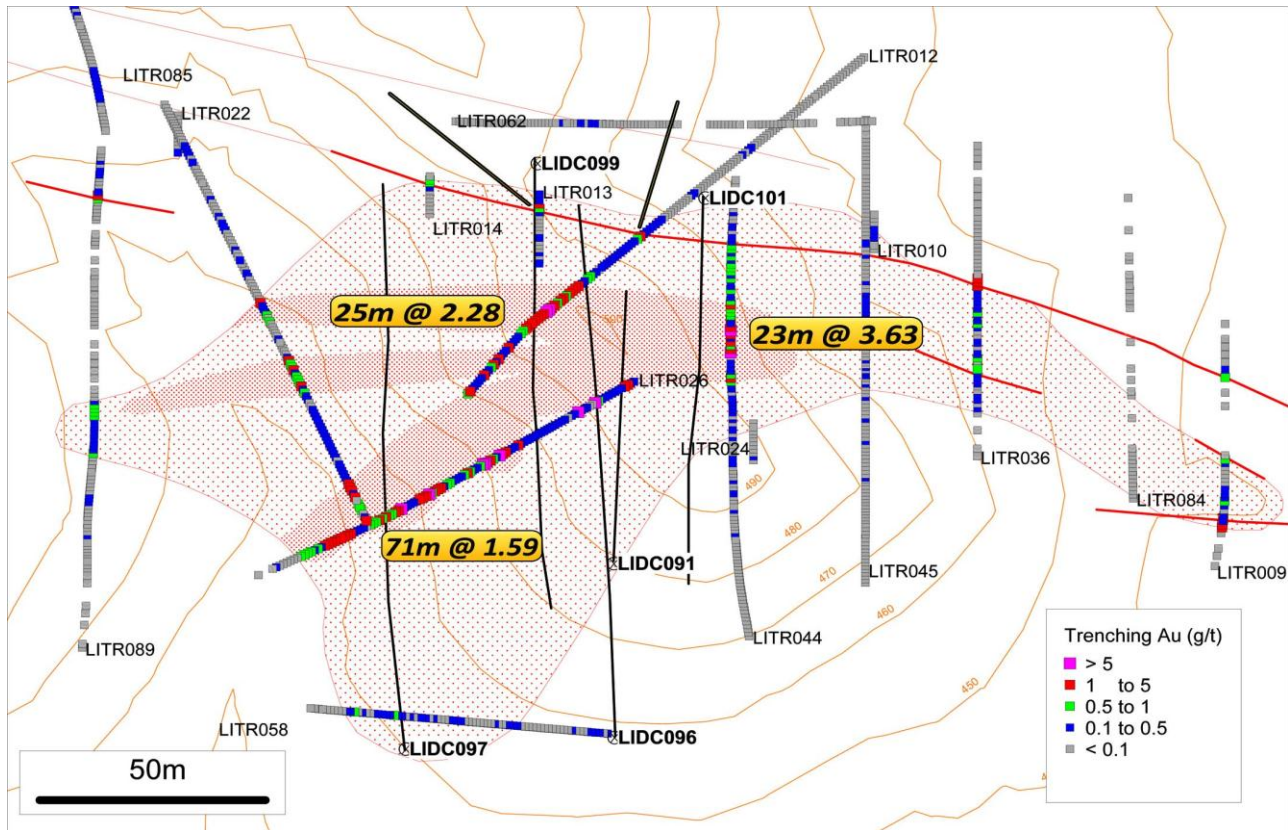 LITR012
LITR085
LITR022
LITR062
LIDC099
LITR013
LIDC101
LITR014
LITR010
25m @ 2.28
23m @ 3.63
LITR026
LITR024
LITR036
490
LITR084
480
71m @ 1.59
LIDC091
470
LITR045
LITR009
460
LITR044
LITR089
450
LITR058
LIDC097
LIDC096
50m
Trenching Au (g/t)
> 5
1 to 5
0.5 to 1
0.1 to 0.5
< 0.1